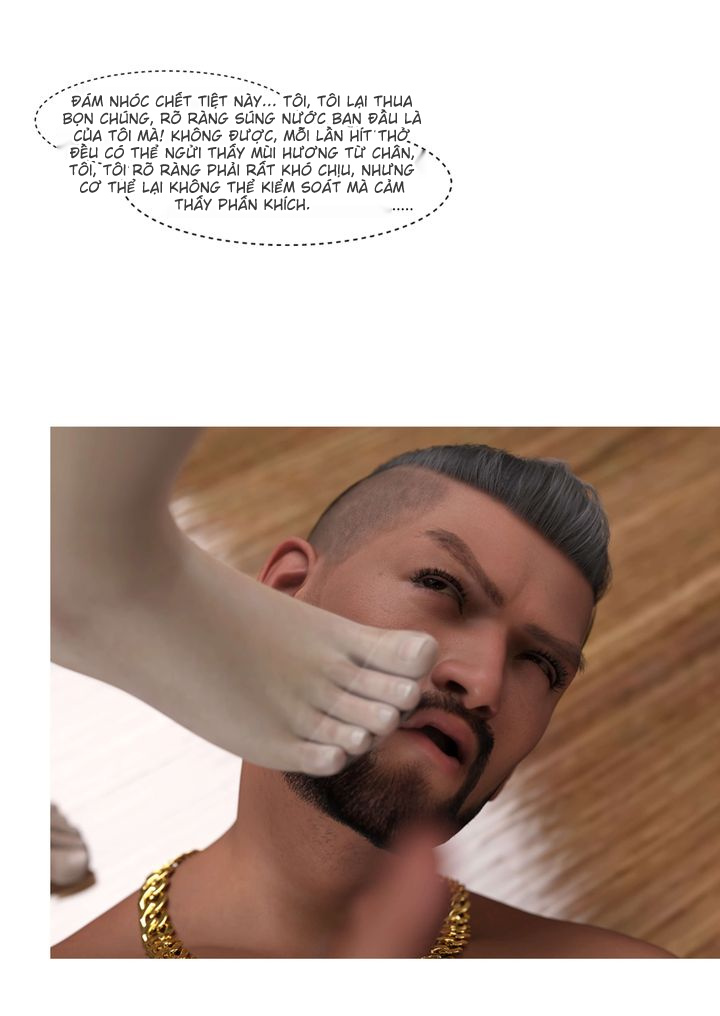 ĐÁM NHÓC CHẾT TIỆT NÀY... TÔI, TÔI LẠI THUA
BỌN CHÚNG, RÕ RÀNG SÚNG NƯỚC BAN ĐẦU LÀ
CỦA TÔI MÀ! KHÔNG ĐƯỢC, MỖI LẦN HÍT THỞ
ĐỀU CÓ THỂ NGỬI THẤY MÙI HƯƠNG TỪ CHÂN,
TÔI, TÔI RÕ RÀNG PHẢI RẤT KHÓ CHỊU, NHƯNG
CƠ THỂ LẠI KHÔNG THỂ KIỂM SOÁT MÀ CẢM
THẤY PHẤN KHÍCH. .....